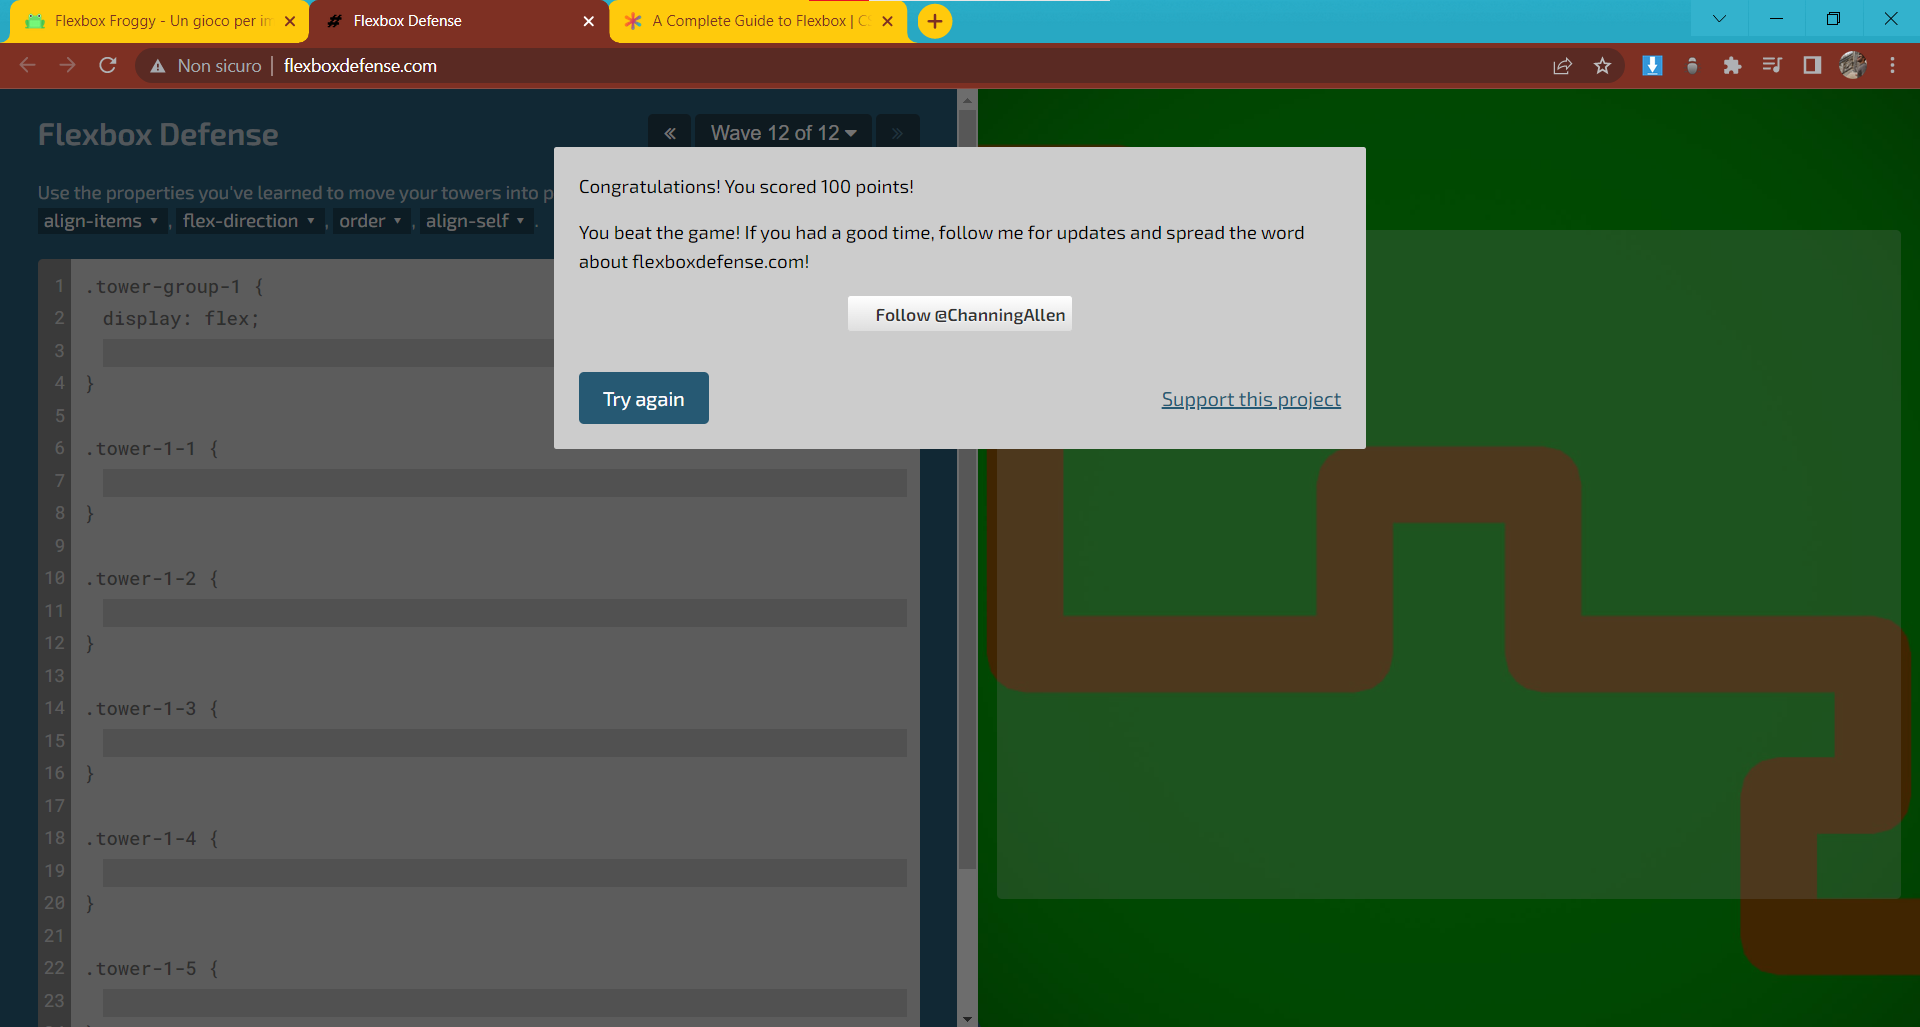 Flexbox Froggy - Un gioco per im
Flexbox Defense
A Complete Guide to Flexbox | CS
Non sicuro
flexboxdefense.com
Flexbox Defense
Wave 12 of 12
Use the properties you've learned to move your towers into p
align-items , flex-direction , order , align-self .
Congratulations! You scored 100 points!
You beat the game! If you had a good time, follow me for updates and spread the word
about flexboxdefense.com!
Follow @ChanningAllen
Try again
Support this project
1 .tower-group-1 {
2 display: flex;
3
4 }
5
6 .tower-1-1 {
7
8 }
9
10 .tower-1-2 {
11
12 }
13
14 .tower-1-3 {
15
16 }
17
18 .tower-1-4 {
19
20 }
21
22 .tower-1-5 {
23